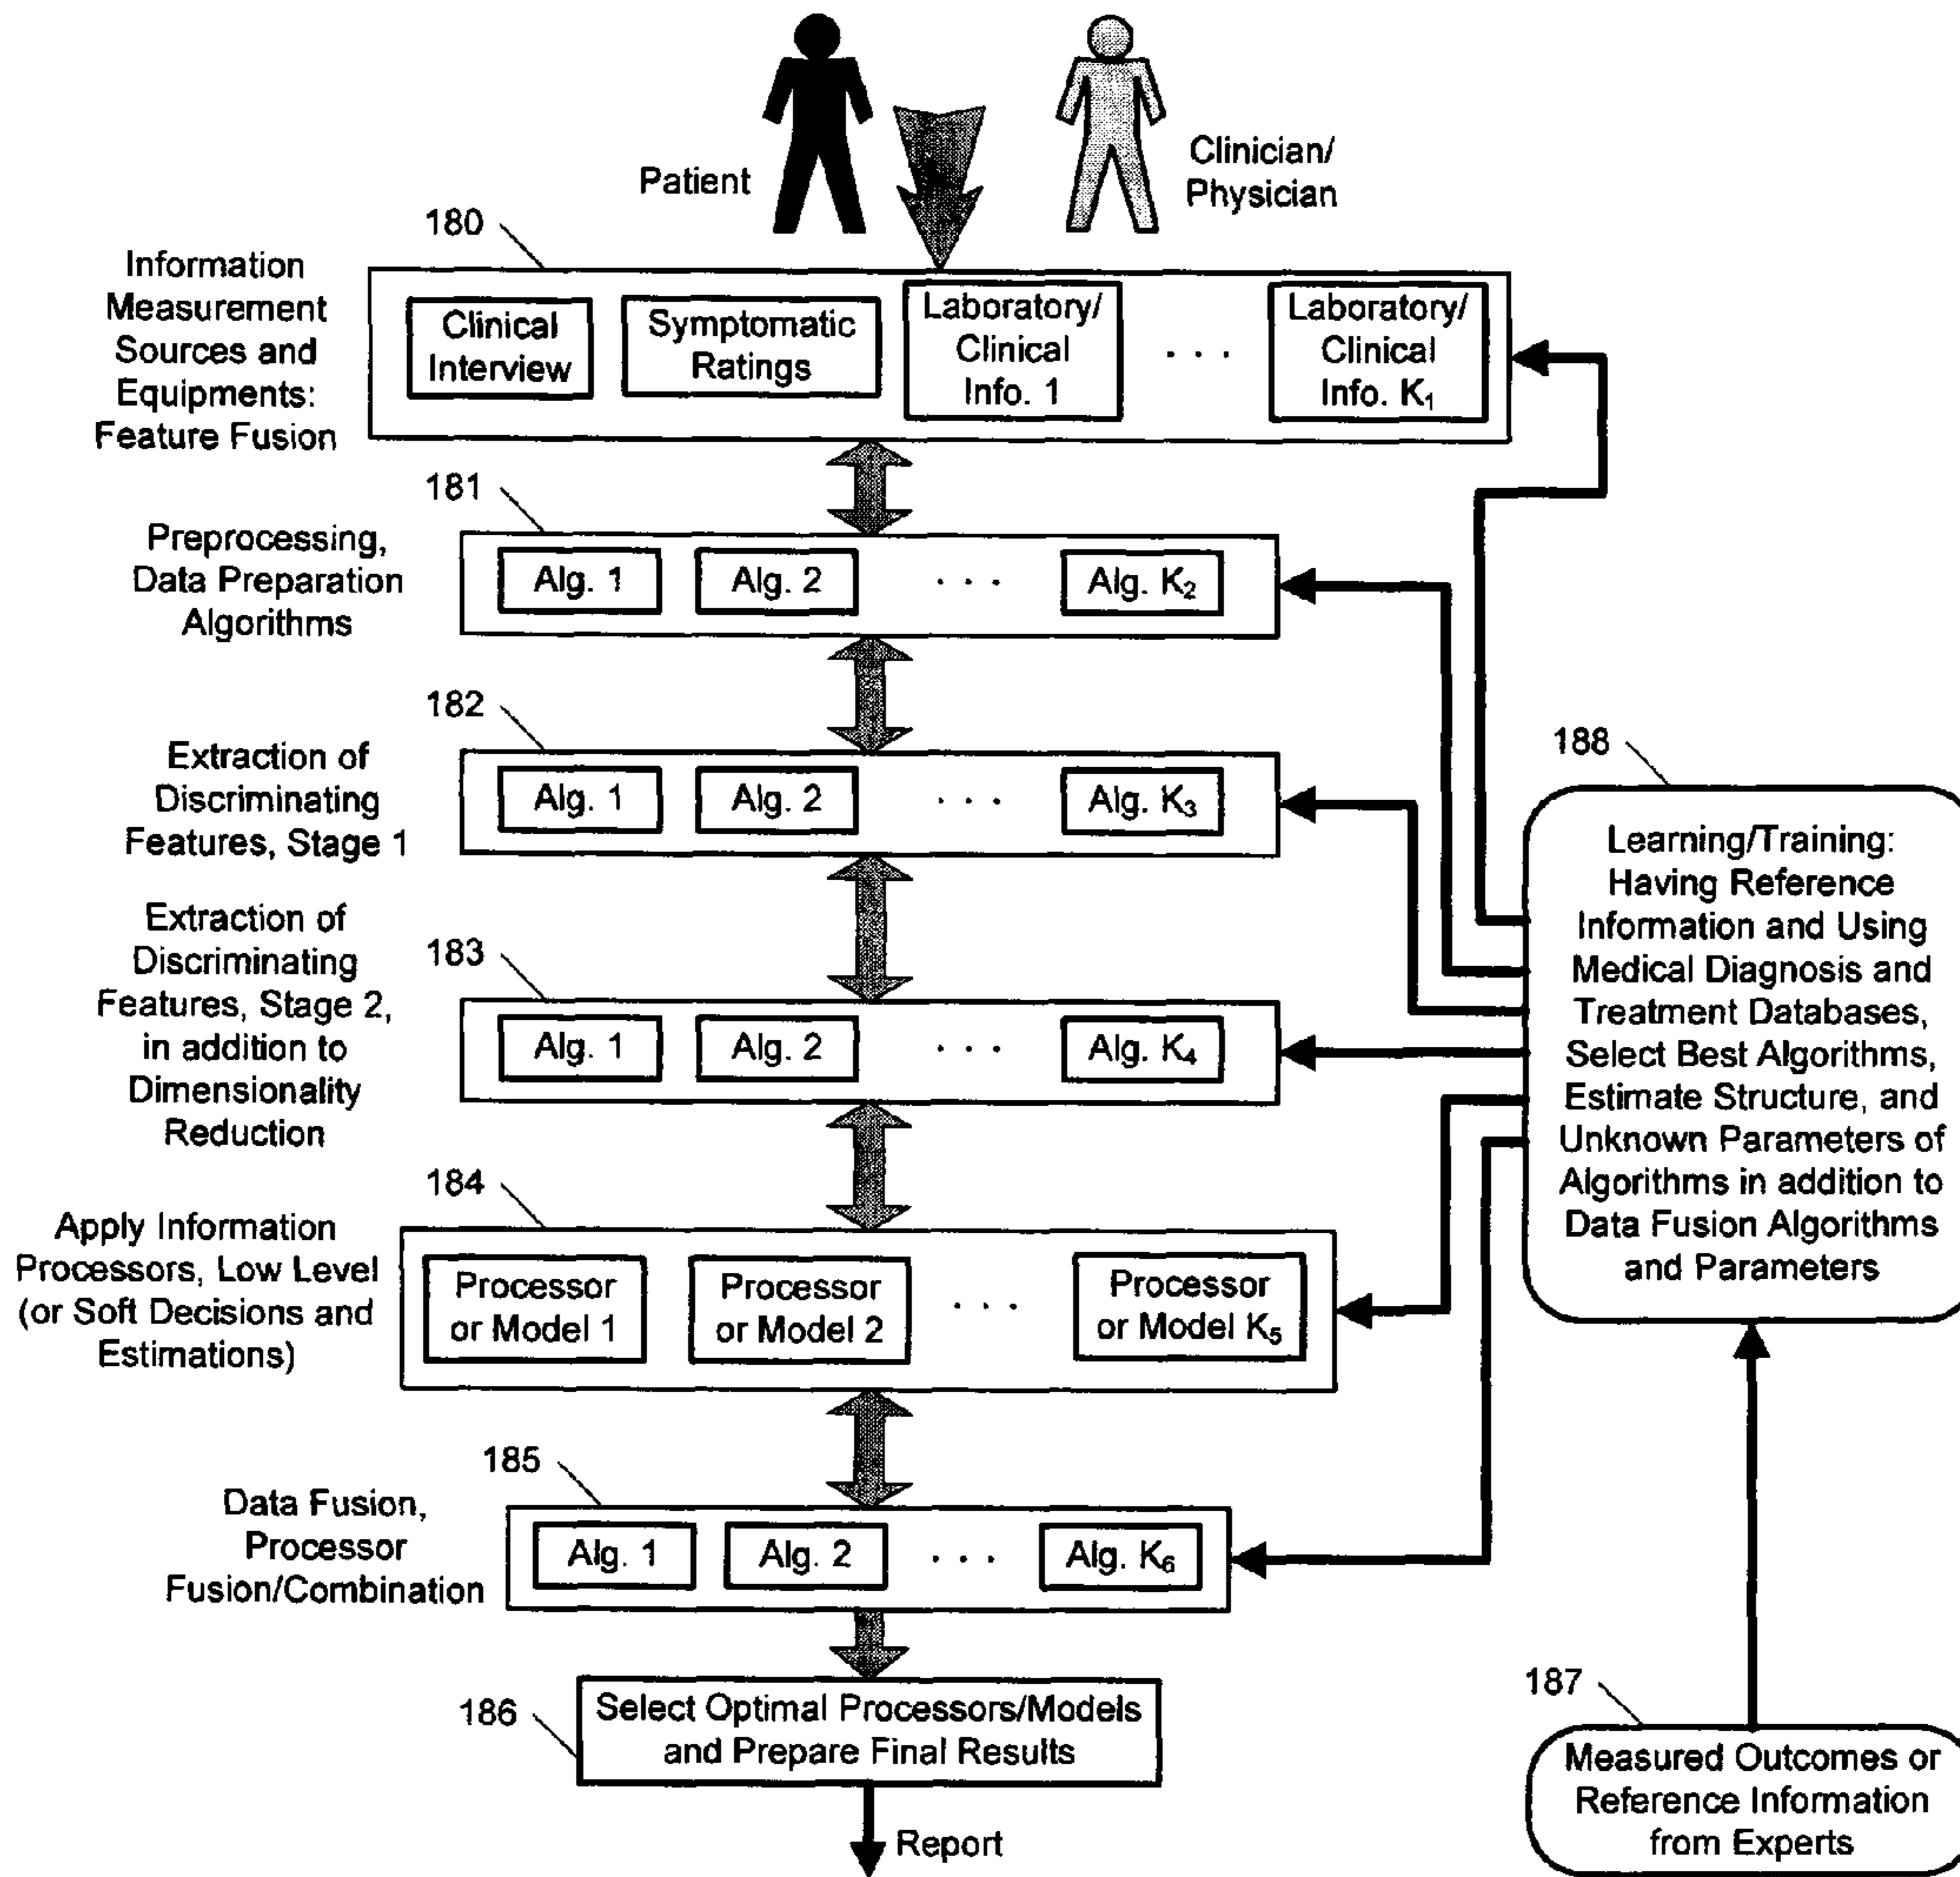 Patient
Clinician/
Physician
180
Information
Measurement
Sources and
Equipments:
Feature Fusion
Clinical
Interview
Symptomatic
Ratings
Laboratory/
Clinical
Info. 1
. . .
Laboratory/
Clinical
Info. K₁
181
Preprocessing,
Data Preparation
Algorithms
Alg. 1
Alg. 2
. . .
Alg. K₂
182
Extraction of
Discriminating
Features, Stage 1
Alg. 1
Alg. 2
. . .
Alg. K₃
183
Extraction of
Discriminating
Features, Stage 2,
in addition to
Dimensionality
Reduction
Alg. 1
Alg. 2
. . .
Alg. K₄
184
Apply Information
Processors, Low Level
(or Soft Decisions and
Estimations)
Processor
or Model 1
Processor
or Model 2
. . .
Processor
or Model K₅
185
Data Fusion,
Processor
Fusion/Combination
Alg. 1
Alg. 2
. . .
Alg. K₆
186
Select Optimal Processors/Models
and Prepare Final Results
Report
188
Learning/Training:
Having Reference
Information and Using
Medical Diagnosis and
Treatment Databases,
Select Best Algorithms,
Estimate Structure, and
Unknown Parameters of
Algorithms in addition to
Data Fusion Algorithms
and Parameters
187
Measured Outcomes or
Reference Information
from Experts